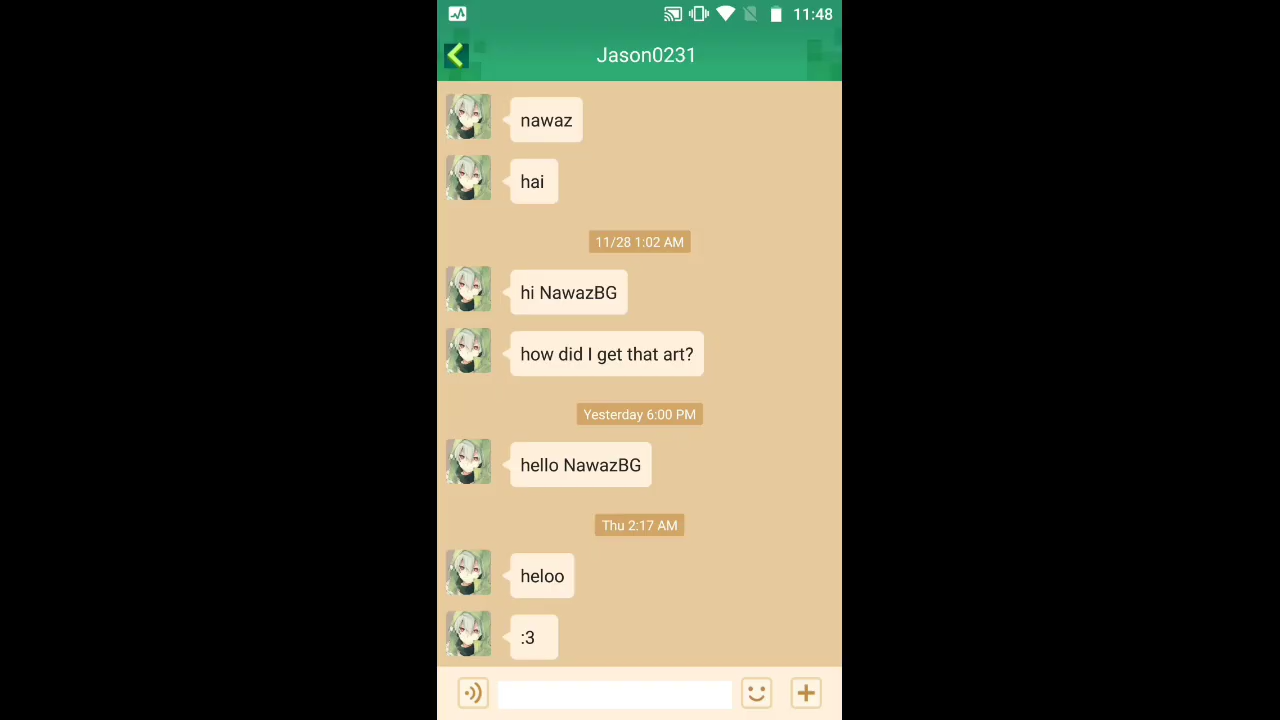 11:48
Jason0231
nawaz
hai
11/28 1:02 AM
hi NawazBG
how did I get that art?
Yesterday 6:00 PM
hello NawazBG
Thu 2:17 AM
heloo
:3